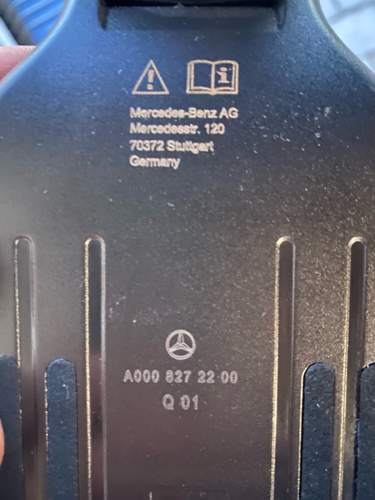 Mercedes-Benz AG
Mercedesstr. 120
70372 Stuttgart
Germany
A000 827 22 00
Q 01